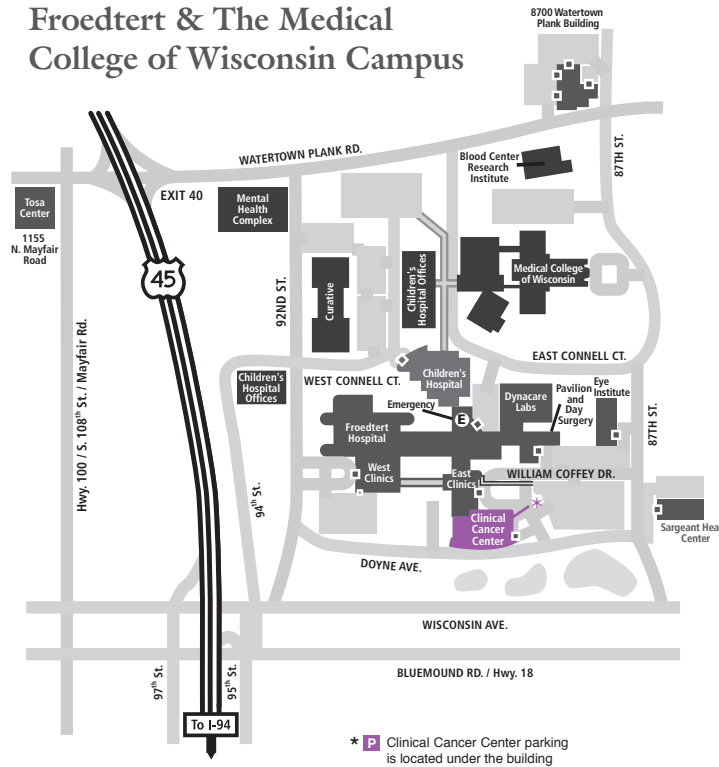 Froedtert & The Medical
College of Wisconsin Campus
8700 Watertown
Plank Building
WATERTOWN PLANK RD.
87TH ST.
Blood Center
Research
Institute
EXIT 40
Tosa
Center
1155
N. Mayfair
Road
Mental
Health
Complex
45
92ND ST.
Curative
Children's
Hospital Offices
Medical College
of Wisconsin
Hwy. 100 / S. 108th St. / Mayfair Rd.
EAST CONNELL CT.
WEST CONNELL CT.
Children's
Hospital
Offices
Children's
Hospital
Emergency
E
Dynacare
Labs
Pavilion
and
Day
Surgery
Eye
Institute
87TH ST.
Froedtert
Hospital
West
Clinics
East
Clinics
WILLIAM COFFEY DR.
94th St.
*
Clinical
Cancer
Center
Sargeant Hea
Center
DOYNE AVE.
WISCONSIN AVE.
BLUEMOUND RD. / Hwy. 18
97th St.
95th St.
To I-94
* P Clinical Cancer Center parking
is located under the building